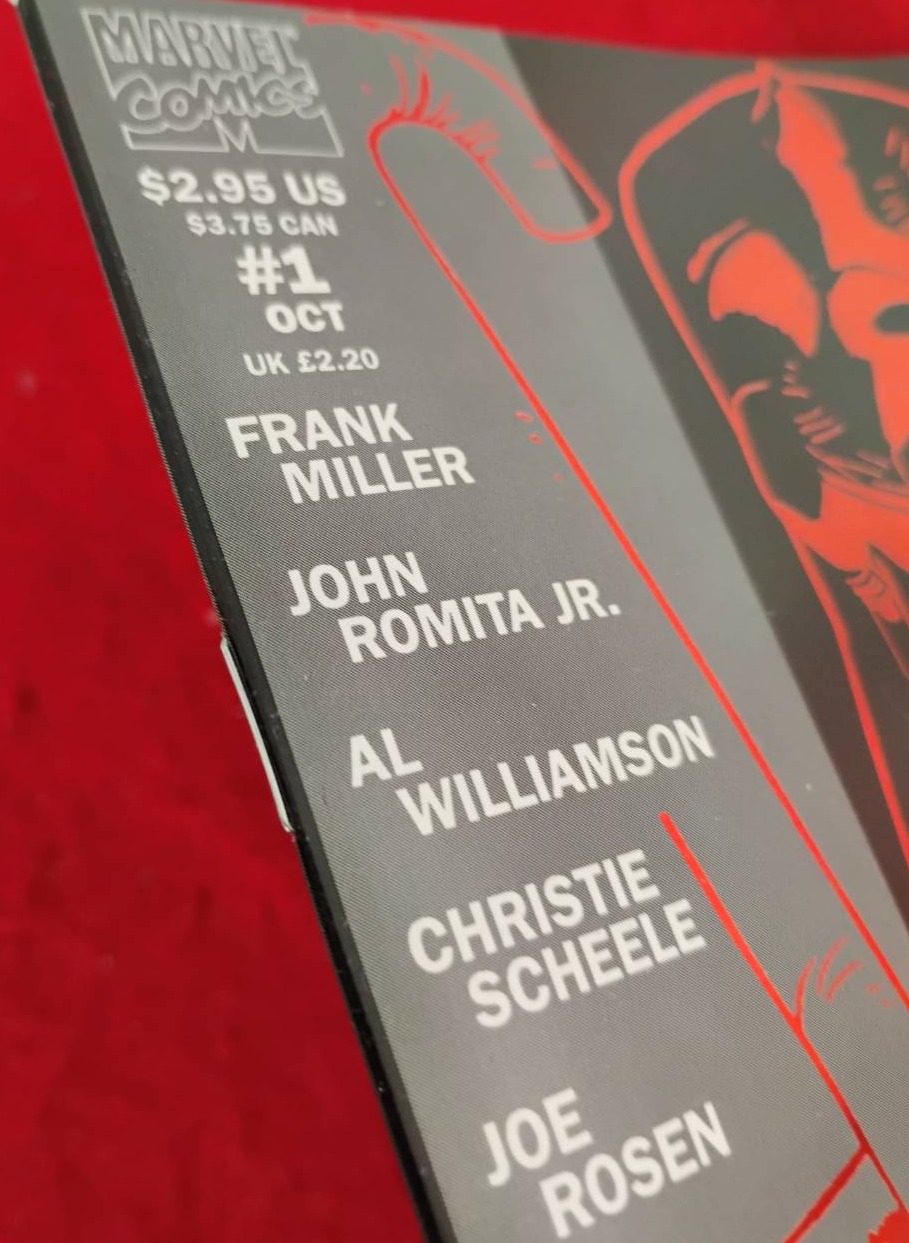 MARVEL
COMICS
M
$2.95 US
$3.75 CAN
#1
OCT
UK £2.20
FRANK
MILLER
JOHN
ROMITA JR.
AL
WILLIAMSON
CHRISTIE
SCHEELE
JOE
ROSEN